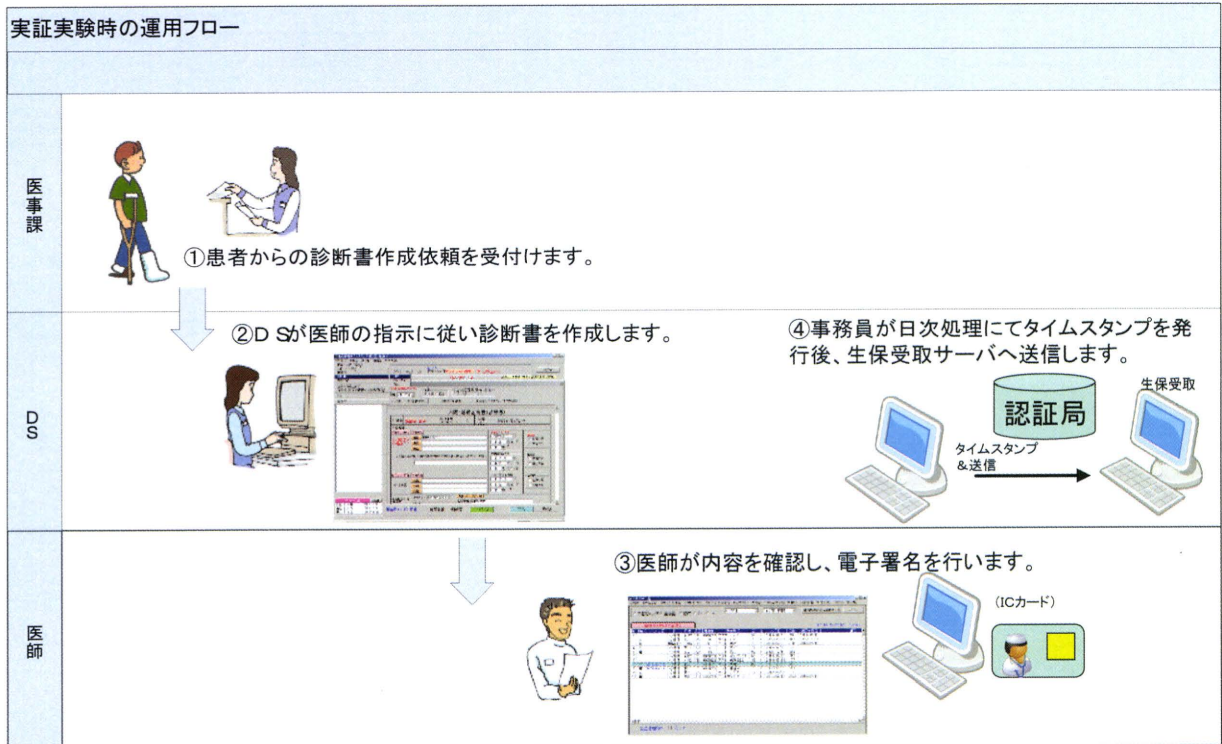 実証実験時の運用フロー
医事課
①患者からの診断書作成依頼を受付けます。
DS
②DSが医師の指示に従い診断書を作成します。
④事務員が日次処理にてタイムスタンプを発
行後、生保受取サーバへ送信します。
生保受取
認証局
タイムスタンプ
&送信
医師
③医師が内容を確認し、電子署名を行います。
(ICカード)